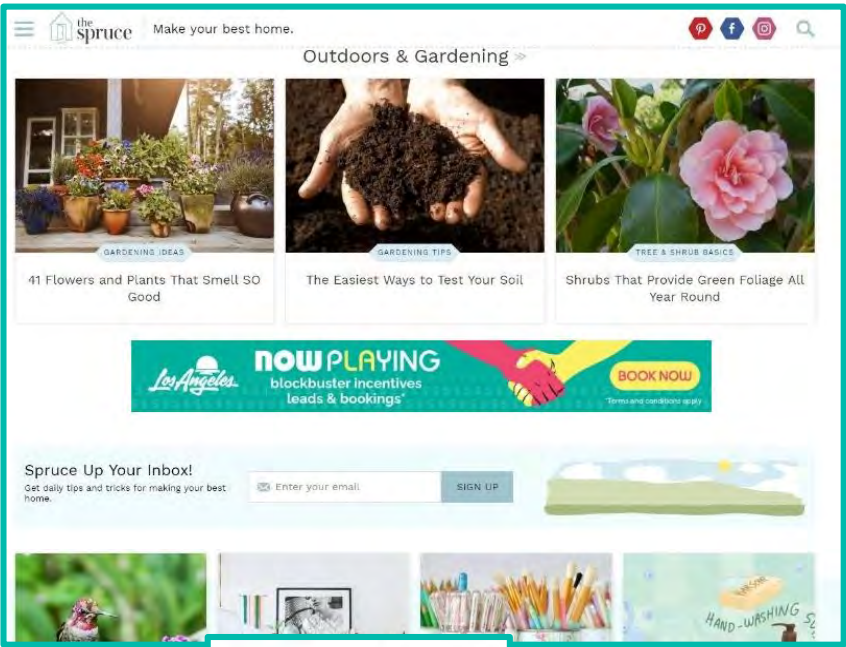 the
spruce
Make your best home.
Outdoors & Gardening >>
GARDENING IDEAS
41 Flowers and Plants That Smell SO
Good
GARDENING TIPS
The Easiest Ways to Test Your Soil
TREE & SHRUB BASICS
Shrubs That Provide Green Foliage All
Year Round
Los Angeles
NOW PLAYING
blockbuster incentives
leads & bookings*
BOOK NOW
*Terms and conditions apply
Spruce Up Your Inbox!
Get daily tips and tricks for making your best
home.
Enter your email
SIGN UP
HAND-WASHING